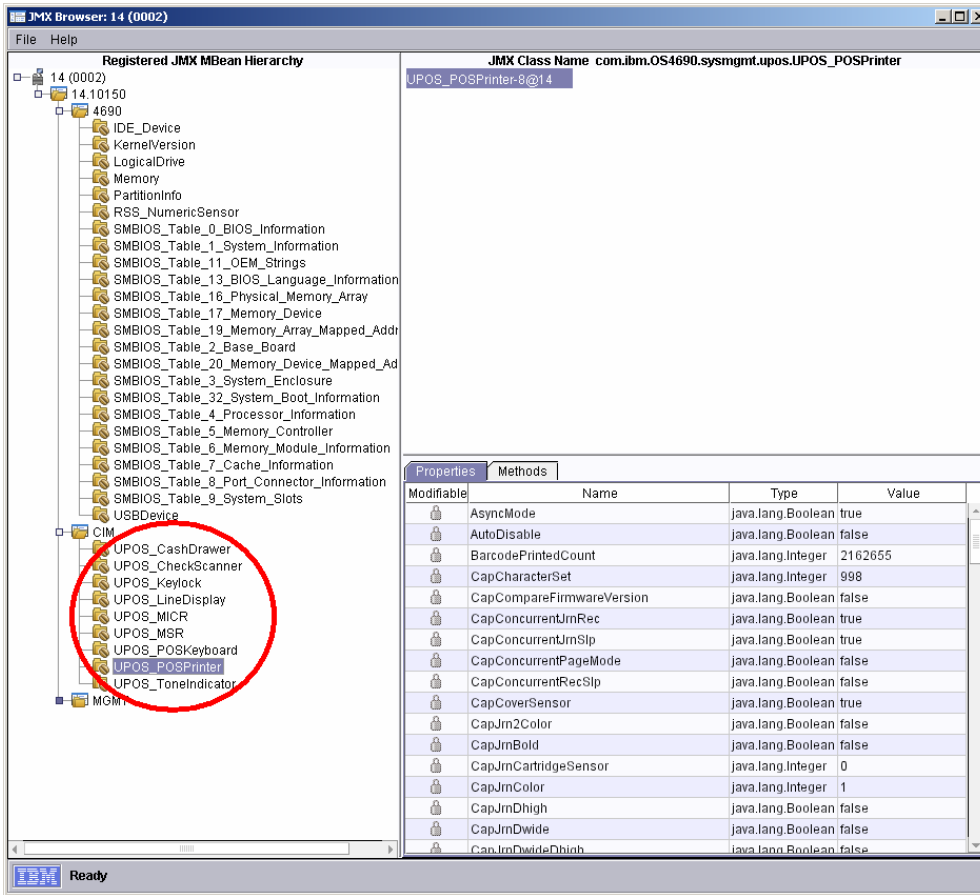 JMX Browser: 14 (0002)
File Help
Registered JMX MBean Hierarchy
14 (0002)
14.10150
4690
IDE_Device
KernelVersion
LogicalDrive
Memory
PartitionInfo
RSS_NumericSensor
SMBIOS_Table_0_BIOS_Information
SMBIOS_Table_1_System_Information
SMBIOS_Table_11_OEM_Strings
SMBIOS_Table_13_BIOS_Language_Information
SMBIOS_Table_16_Physical_Memory_Array
SMBIOS_Table_17_Memory_Device
SMBIOS_Table_19_Memory_Array_Mapped_Addr
SMBIOS_Table_2_Base_Board
SMBIOS_Table_20_Memory_Device_Mapped_Ad
SMBIOS_Table_3_System_Enclosure
SMBIOS_Table_32_System_Boot_Information
SMBIOS_Table_4_Processor_Information
SMBIOS_Table_5_Memory_Controller
SMBIOS_Table_6_Memory_Module_Information
SMBIOS_Table_7_Cache_Information
SMBIOS_Table_8_Port_Connector_Information
SMBIOS_Table_9_System_Slots
USBDevice
CIM
UPOS_CashDrawer
UPOS_CheckScanner
UPOS_Keylock
UPOS_LineDisplay
UPOS_MICR
UPOS_MSR
UPOS_POSKeyboard
UPOS_POSPrinter
UPOS_ToneIndicator
MGMT
JMX Class Name com.ibm.OS4690.sysmgmt.upos.UPOS_POSPrinter
UPOS_POSPrinter-8@14
Properties Methods
Modifiable Name Type Value
AsyncMode java.lang.Boolean true
AutoDisable java.lang.Boolean false
BarcodePrintedCount java.lang.Integer 2162655
CapCharacterSet java.lang.Integer 998
CapCompareFirmwareVersion java.lang.Boolean false
CapConcurrentJrnRec java.lang.Boolean true
CapConcurrentJrnSlp java.lang.Boolean true
CapConcurrentPageMode java.lang.Boolean false
CapConcurrentRecSlp java.lang.Boolean false
CapCoverSensor java.lang.Boolean true
CapJrn2Color java.lang.Boolean false
CapJrnBold java.lang.Boolean false
CapJrnCartridgeSensor java.lang.Integer 0
CapJrnColor java.lang.Integer 1
CapJrnDhigh java.lang.Boolean false
CapJrnDwide java.lang.Boolean false
CapJrnDwideDhigh java.lang.Boolean false
IBM Ready